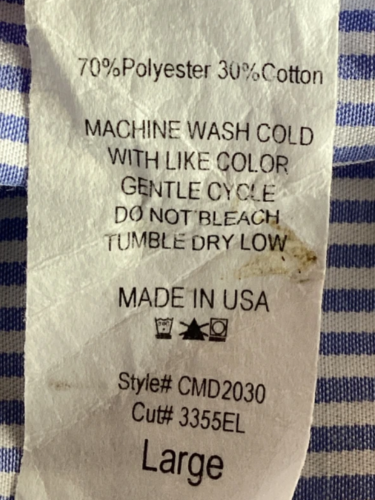 70%Polyester 30%Cotton
MACHINE WASH COLD
WITH LIKE COLOR
GENTLE CYCLE
DO NOT BLEACH
TUMBLE DRY LOW
MADE IN USA
Style# CMD2030
Cut# 3355EL
Large